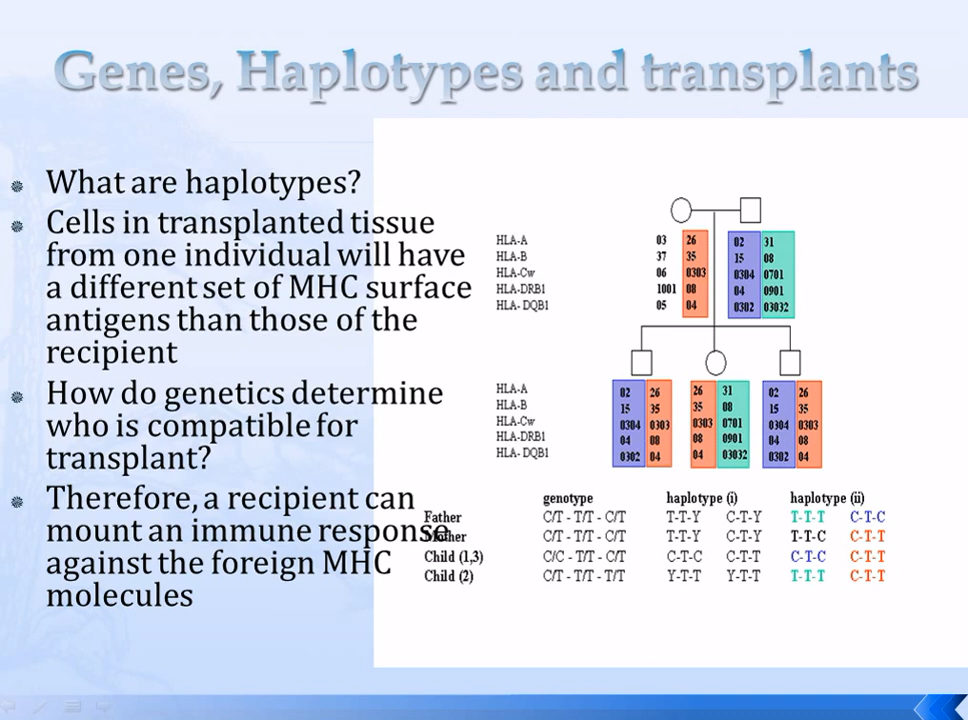 Genes, Haplotypes and transplants
What are haplotypes?
Cells in transplanted tissue
from one individual will have
a different set of MHC surface
antigens than those of the
recipient
How do genetics determine
who is compatible for
transplant?
Therefore, a recipient can
mount an immune response
against the foreign MHC
molecules
HLA-A 03 26 02 31
HLA-B 37 35 15 08
HLA-Cw 06 0303 0304 0701
HLA-DRB1 1001 08 04 0901
HLA- DQB1 05 04 0302 03032
HLA-A 02 26 26 31 02 26
HLA-B 15 35 35 08 15 35
HLA-Cw 0304 0303 0303 0701 0304 0303
HLA-DRB1 04 08 08 0901 04 08
HLA- DQB1 0302 04 04 03032 0302 04
genotype haplotype (i) haplotype (ii)
Father C/T - T/T - C/T T-T-Y C-T-Y T-T-T C-T-C
Mother C/T - T/T - C/T T-T-Y C-T-Y T-T-C C-T-T
Child (1,3) C/C - T/T - C/T C-T-C C-T-T C-T-C C-T-T
Child (2) C/T - T/T - T/T Y-T-T Y-T-T T-T-T C-T-T